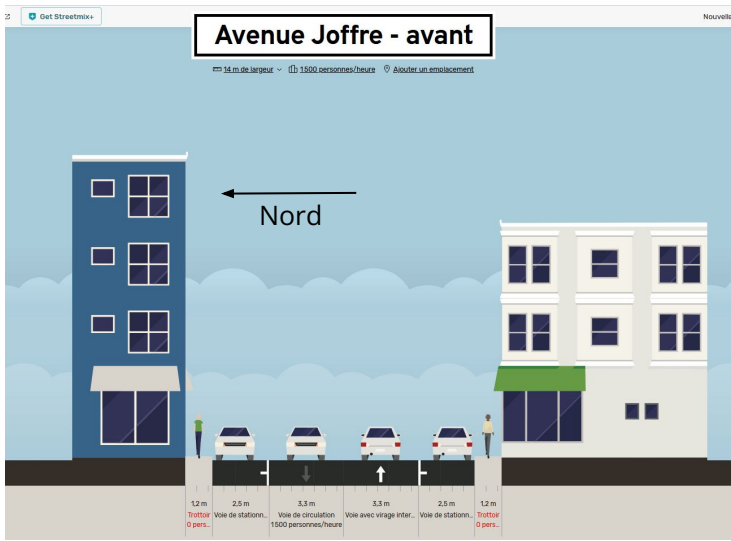 Get Streetmix+
Nouvelle
Avenue Joffre - avant
14 m de largeur
1500 personnes/heure
Ajouter un emplacement
Nord
1,2 m
Trottoir
0 pers...
2,5 m
Voie de stationn...
3,3 m
Voie de circulation
1500 personnes/heure
3,3 m
Voie avec virage inter...
2,5 m
Voie de stationn...
1,2 m
Trottoir
0 pers...